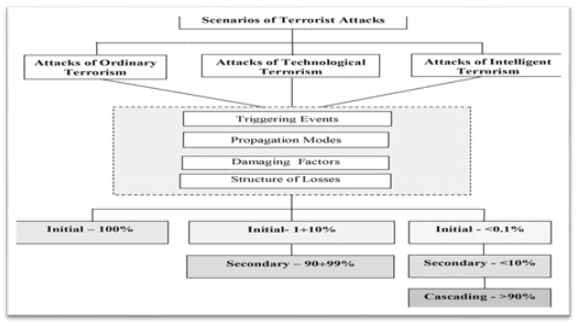 Scenarios of Terrorist Attacks
Attacks of Ordinary
Terrorism
Attacks of Technological
Terrorism
Attacks of Intelligent
Terrorism
Triggering Events
Propagation Modes
Damaging Factors
Structure of Losses
Initial – 100%
Initial- 1÷10%
Initial - <0.1%
Secondary – 90÷99%
Secondary - <10%
Cascading - >90%